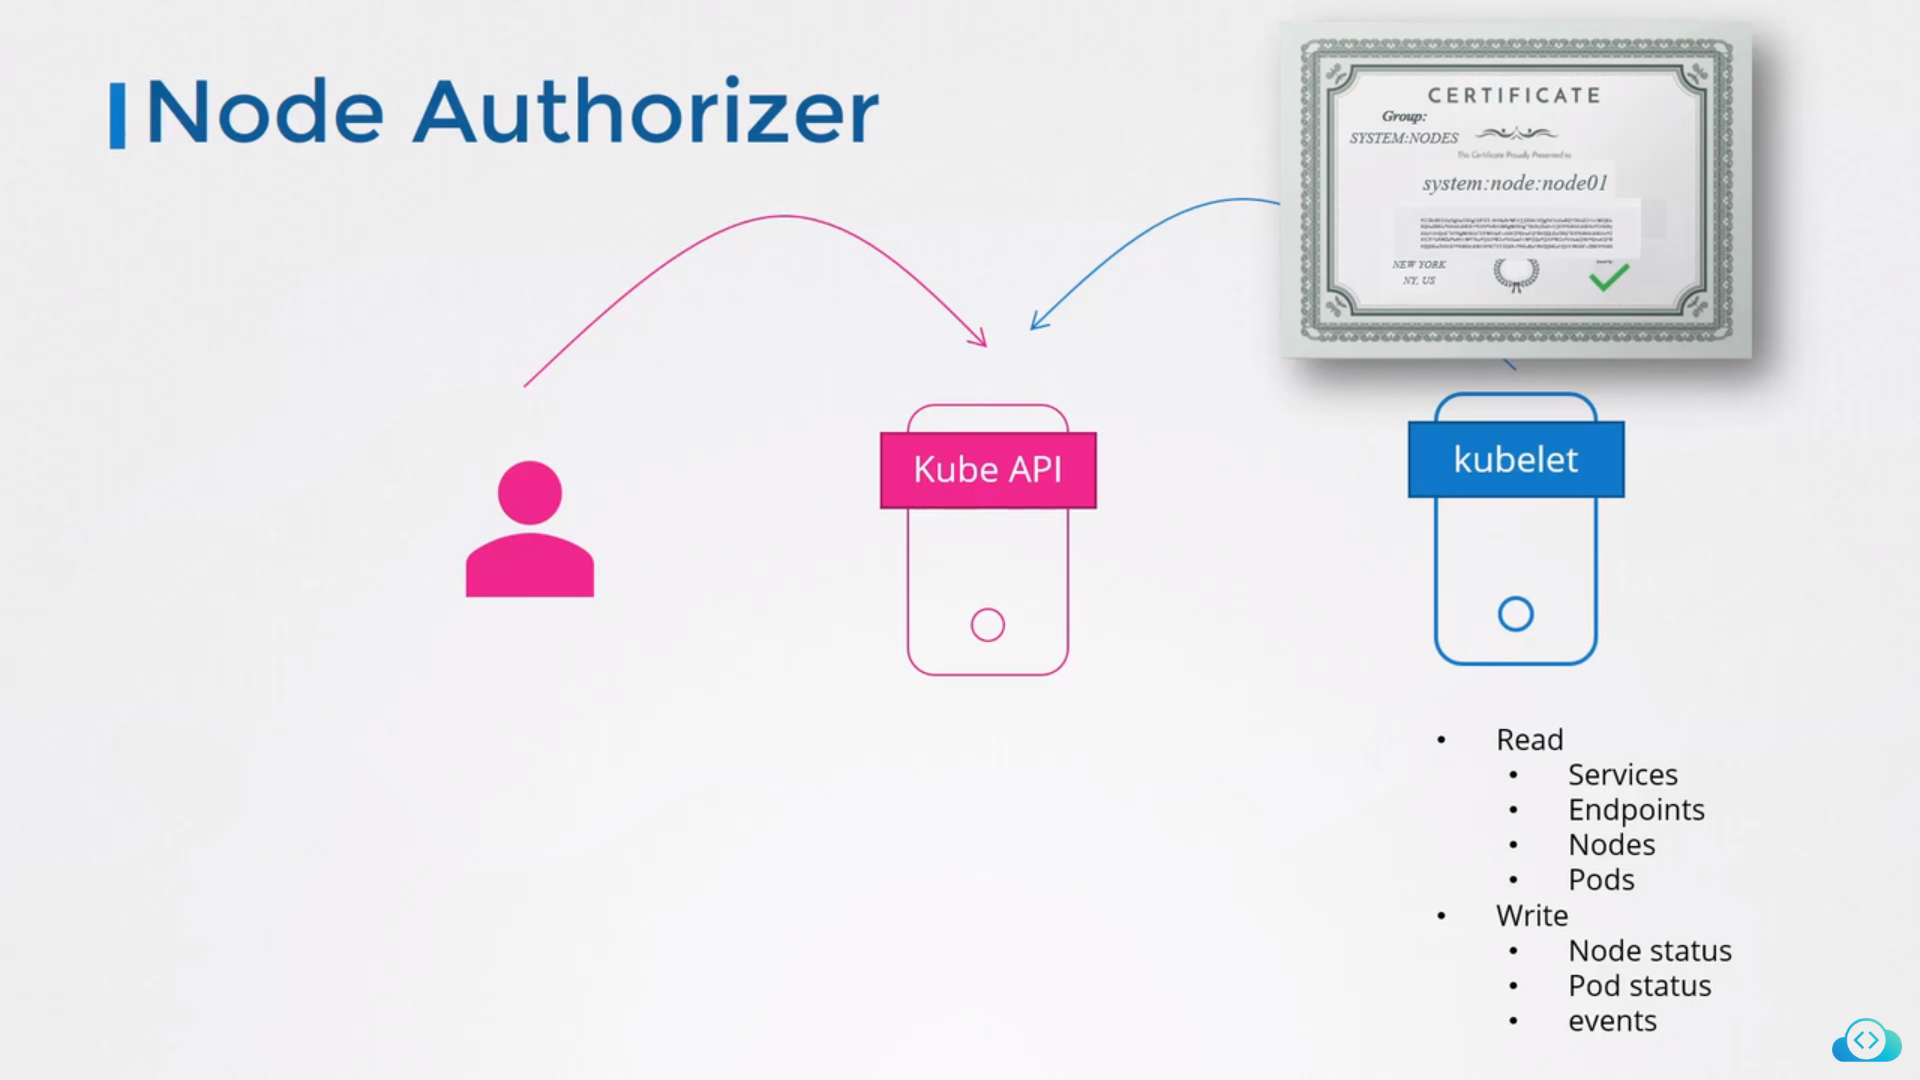 Node Authorizer
CERTIFICATE
Group:
SYSTEM:NODES
This Certificate Proudly Presented to
system:node:node01
NEW YORK
NY, US
Kube API
kubelet
• Read
• Services
• Endpoints
• Nodes
• Pods
• Write
• Node status
• Pod status
• events